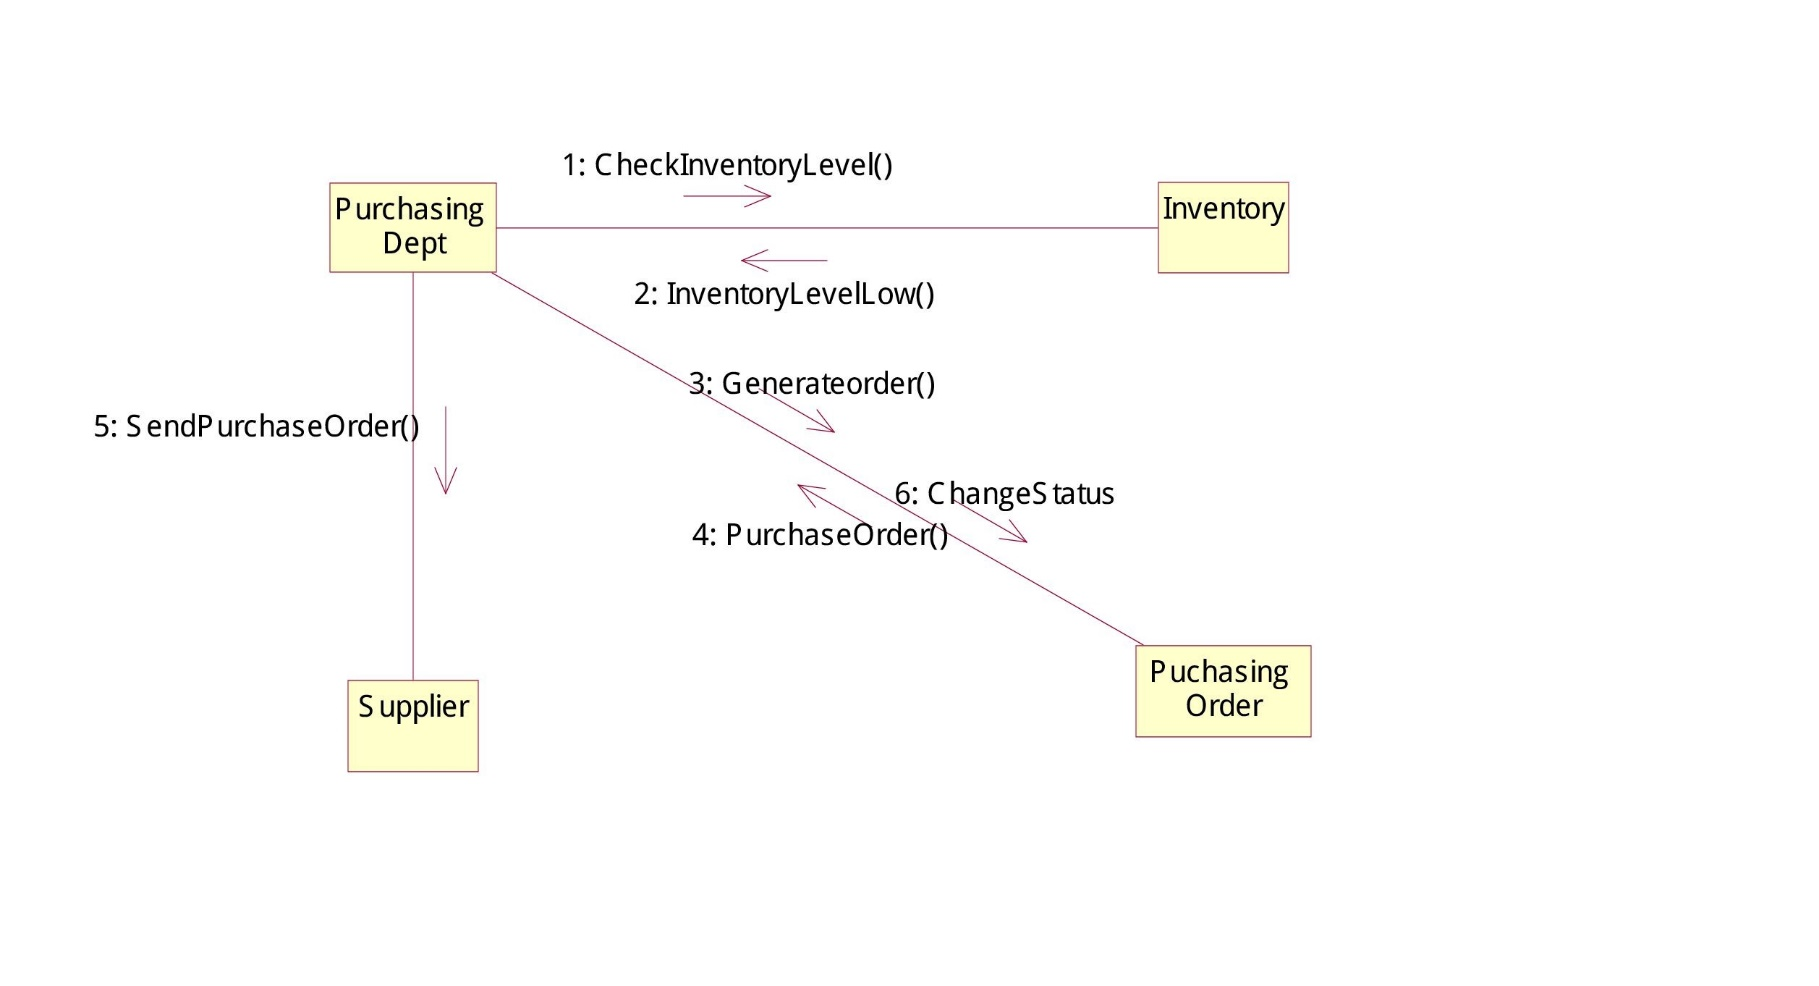 1: CheckInventoryLevel()
Purchasing
Dept
Inventory
2: InventoryLevelLow()
3: Generateorder()
5: SendPurchaseOrder()
6: ChangeStatus
4: PurchaseOrder()
Puchasing
Order
Supplier